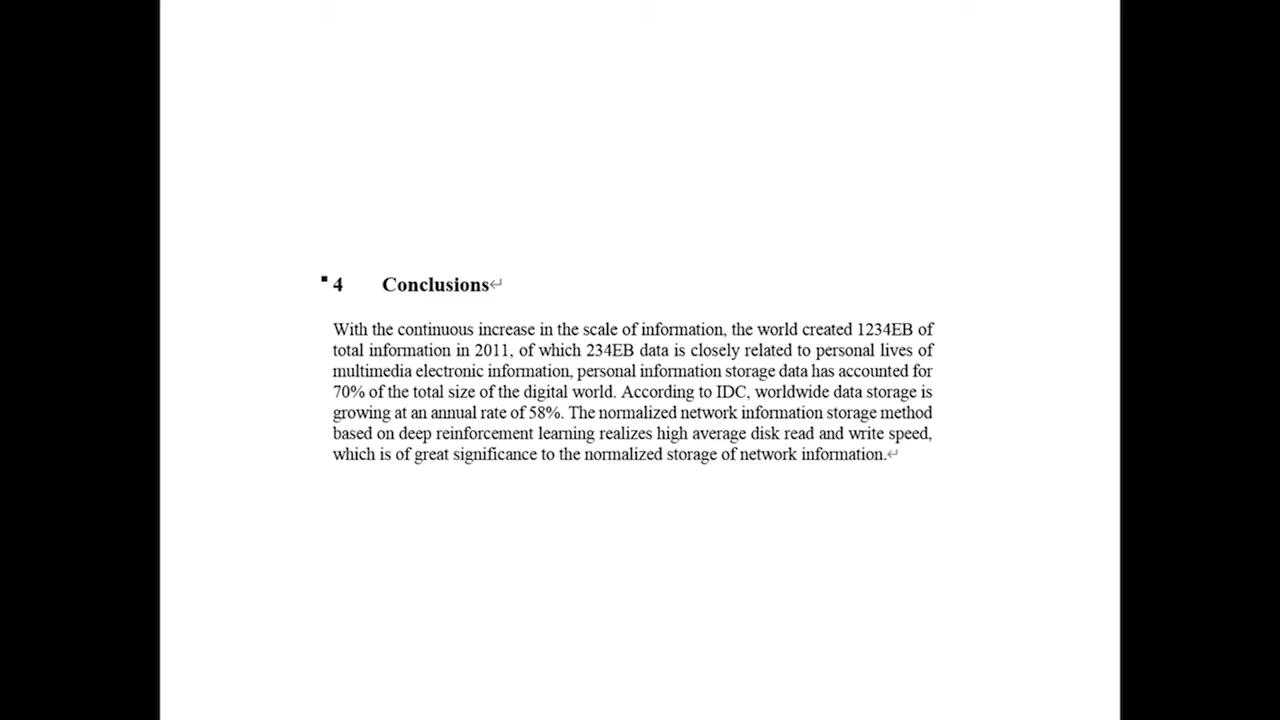 4 Conclusions
With the continuous increase in the scale of information, the world created 1234EB of
total information in 2011, of which 234EB data is closely related to personal lives of
multimedia electronic information, personal information storage data has accounted for
70% of the total size of the digital world. According to IDC, worldwide data storage is
growing at an annual rate of 58%. The normalized network information storage method
based on deep reinforcement learning realizes high average disk read and write speed,
which is of great significance to the normalized storage of network information.